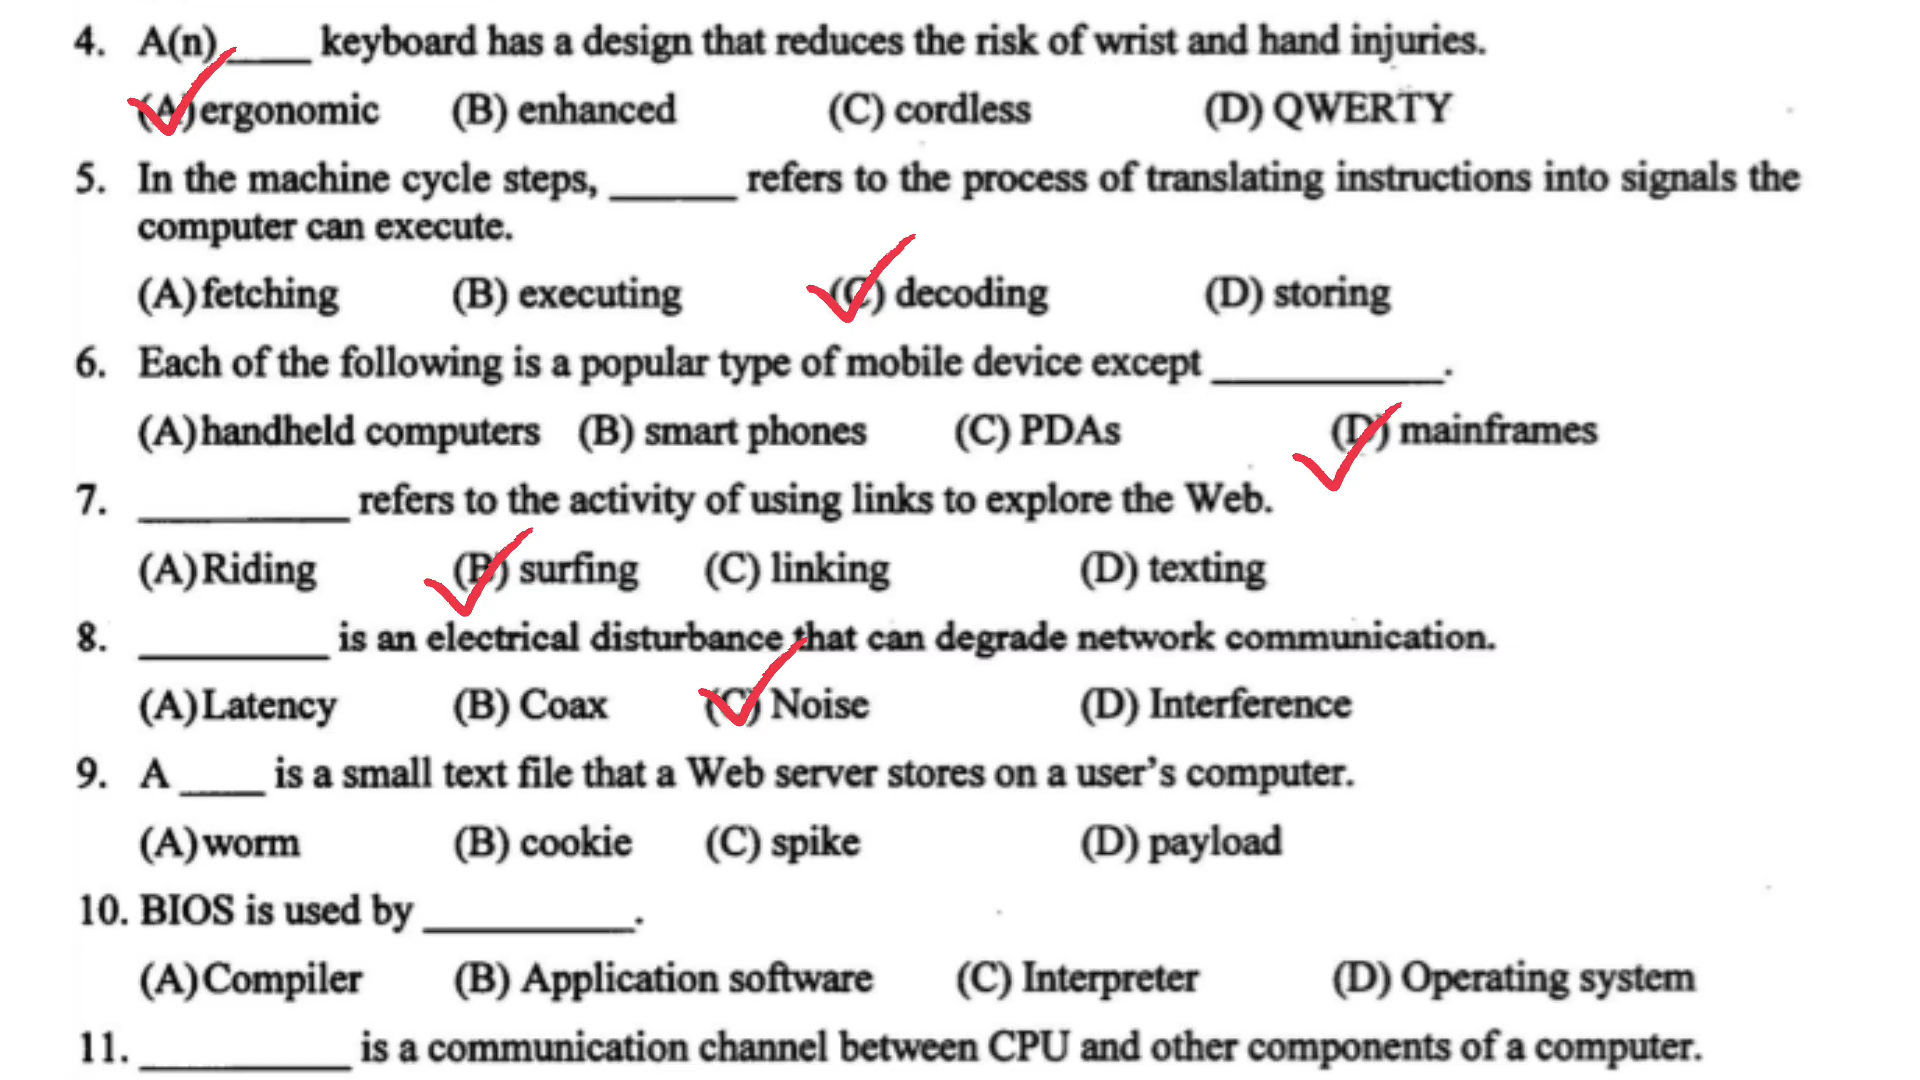 4. A(n) ____ keyboard has a design that reduces the risk of wrist and hand injuries.
(A) ergonomic (B) enhanced (C) cordless (D) QWERTY
5. In the machine cycle steps, ______ refers to the process of translating instructions into signals the
computer can execute.
(A) fetching (B) executing (C) decoding (D) storing
6. Each of the following is a popular type of mobile device except ___________.
(A) handheld computers (B) smart phones (C) PDAs (D) mainframes
7. __________ refers to the activity of using links to explore the Web.
(A) Riding (B) surfing (C) linking (D) texting
8. _________ is an electrical disturbance that can degrade network communication.
(A) Latency (B) Coax (C) Noise (D) Interference
9. A ____ is a small text file that a Web server stores on a user's computer.
(A) worm (B) cookie (C) spike (D) payload
10. BIOS is used by __________.
(A) Compiler (B) Application software (C) Interpreter (D) Operating system
11. __________ is a communication channel between CPU and other components of a computer.